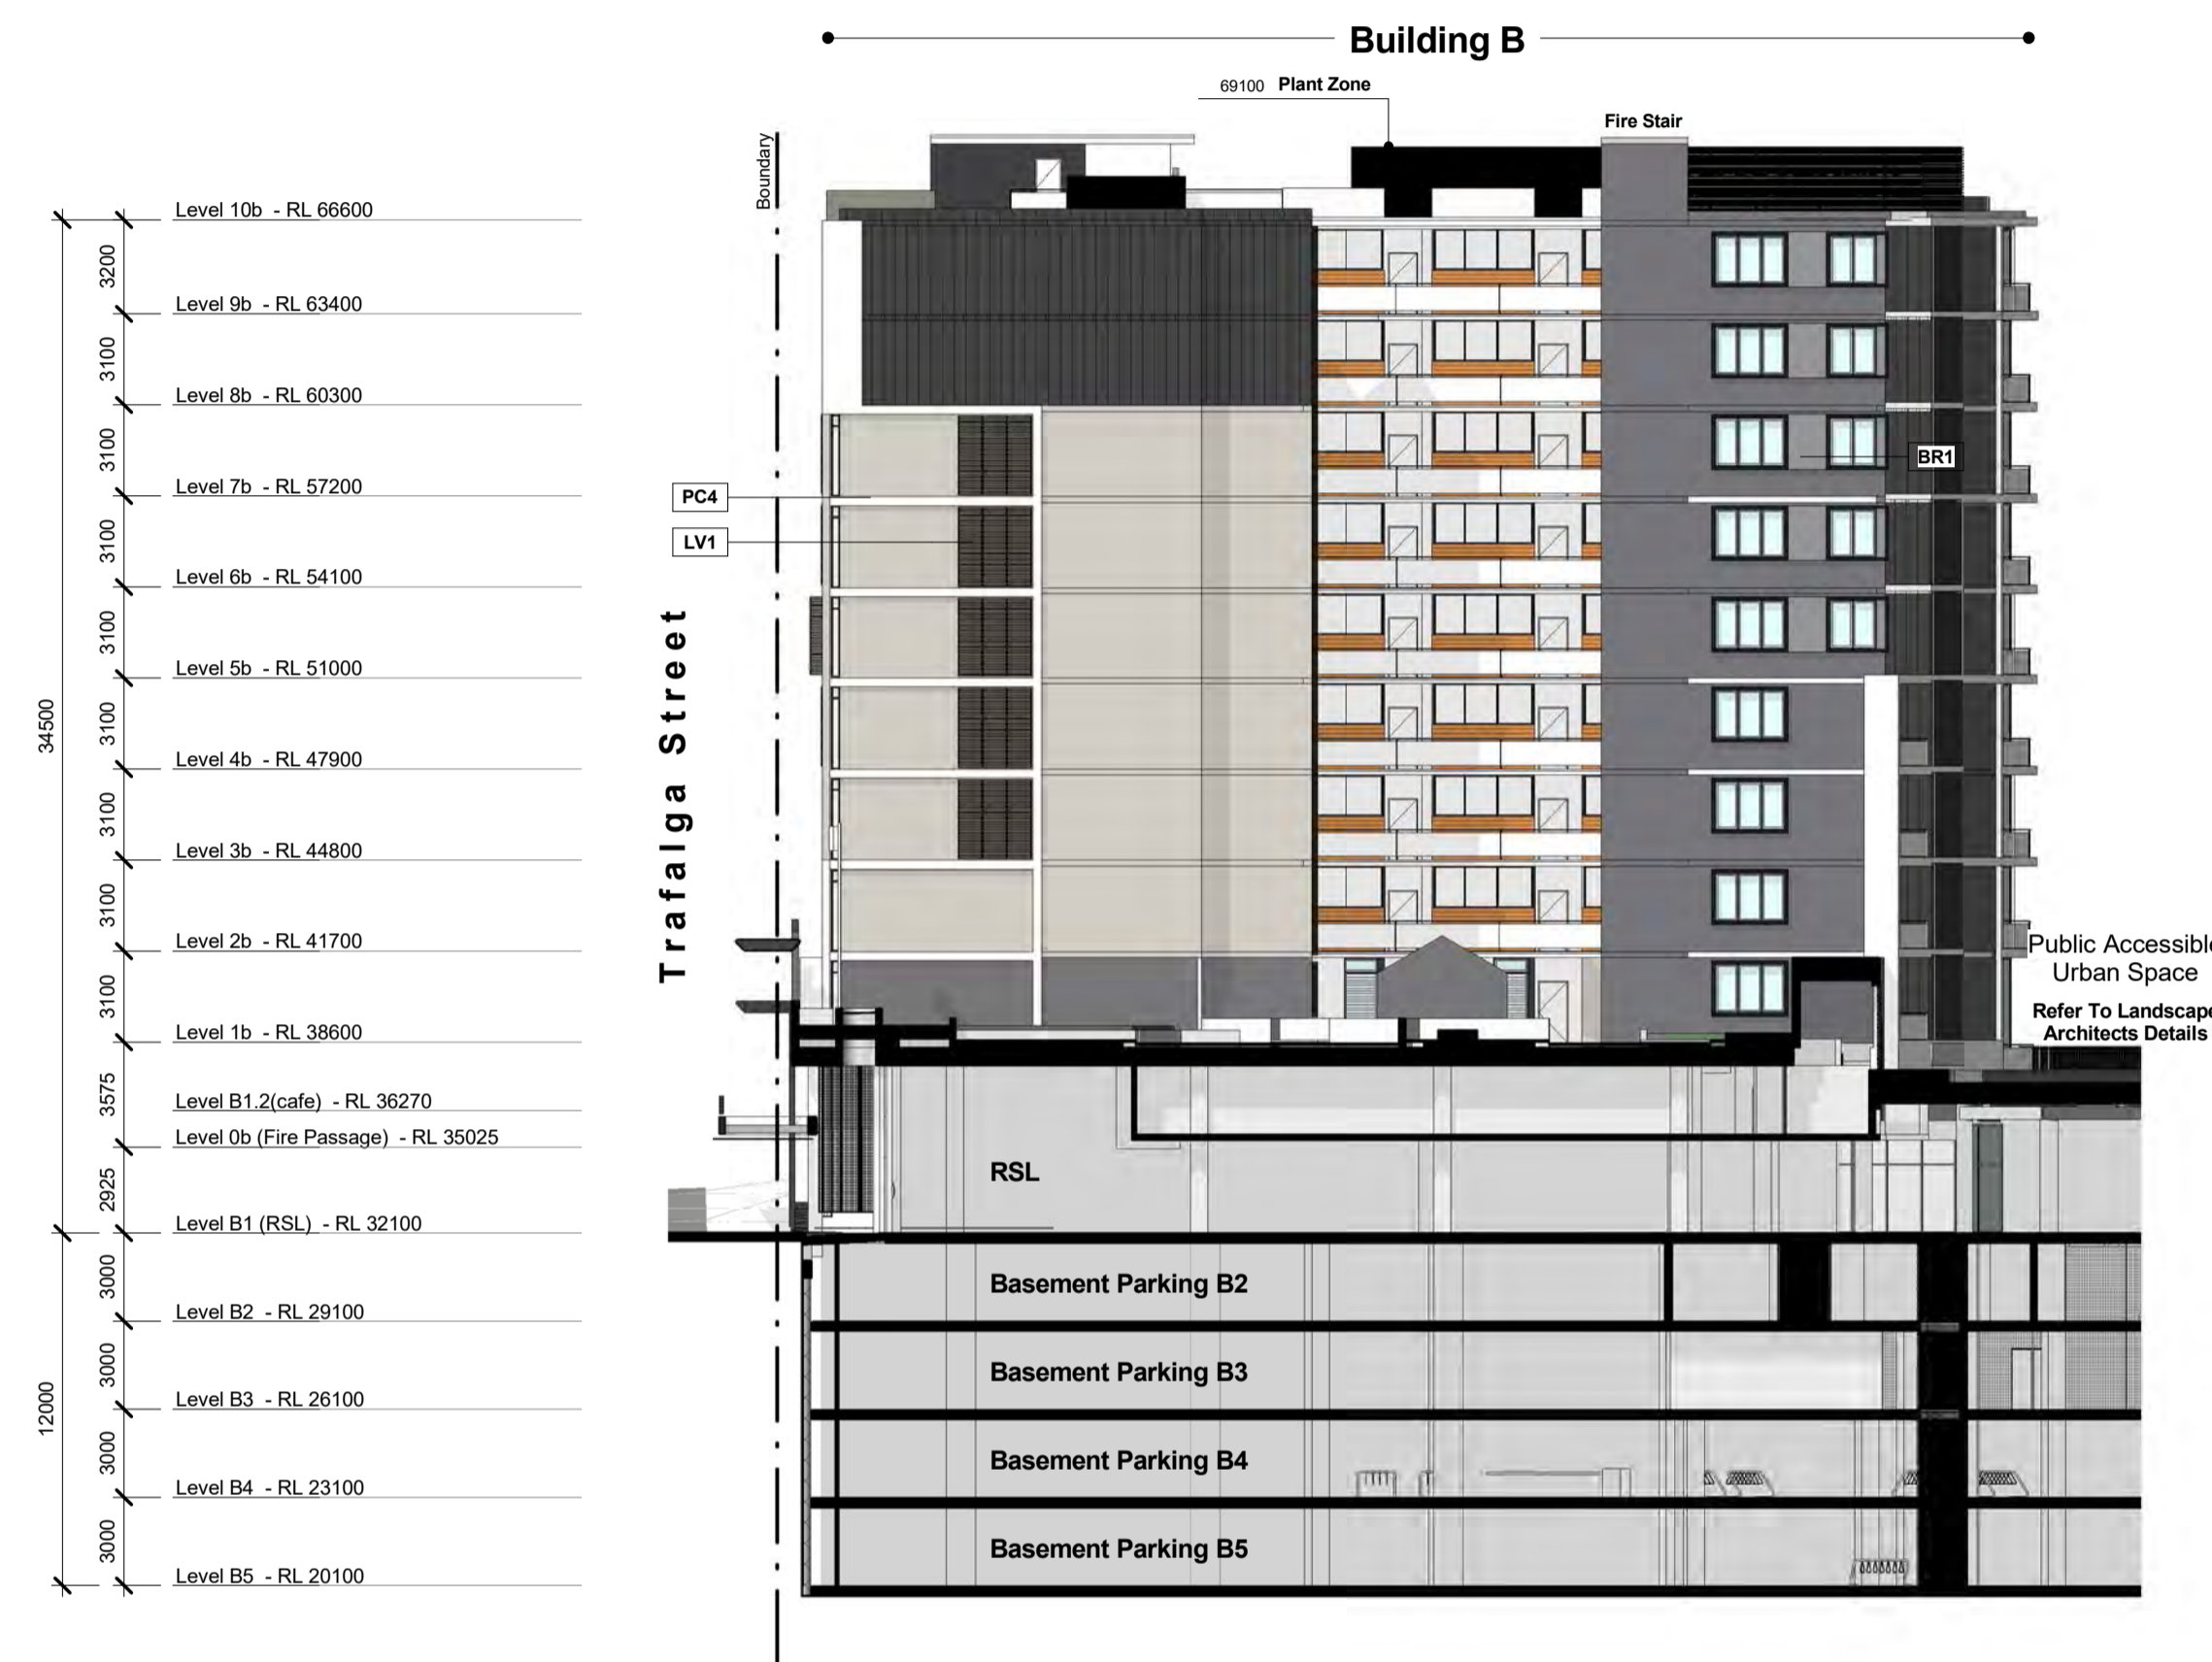 Building B
69100 Plant Zone
Fire Stair
Boundary
Level 10b - RL 66600
3200
Level 9b - RL 63400
3100
Level 8b - RL 60300
3100
BR1
Level 7b - RL 57200
PC4
3100
LV1
Level 6b - RL 54100
3100
Level 5b - RL 51000
34500
3100
Trafalga Street
Level 4b - RL 47900
3100
Level 3b - RL 44800
3100
Level 2b - RL 41700
Public Accessible
Urban Space
3100
Refer To Landscape
Architects Details
Level 1b - RL 38600
3575
Level B1.2(cafe) - RL 36270
Level 0b (Fire Passage) - RL 35025
RSL
2925
Level B1 (RSL) - RL 32100
3000
Basement Parking B2
Level B2 - RL 29100
3000
Basement Parking B3
Level B3 - RL 26100
12000
3000
Basement Parking B4
Level B4 - RL 23100
3000
Basement Parking B5
Level B5 - RL 20100